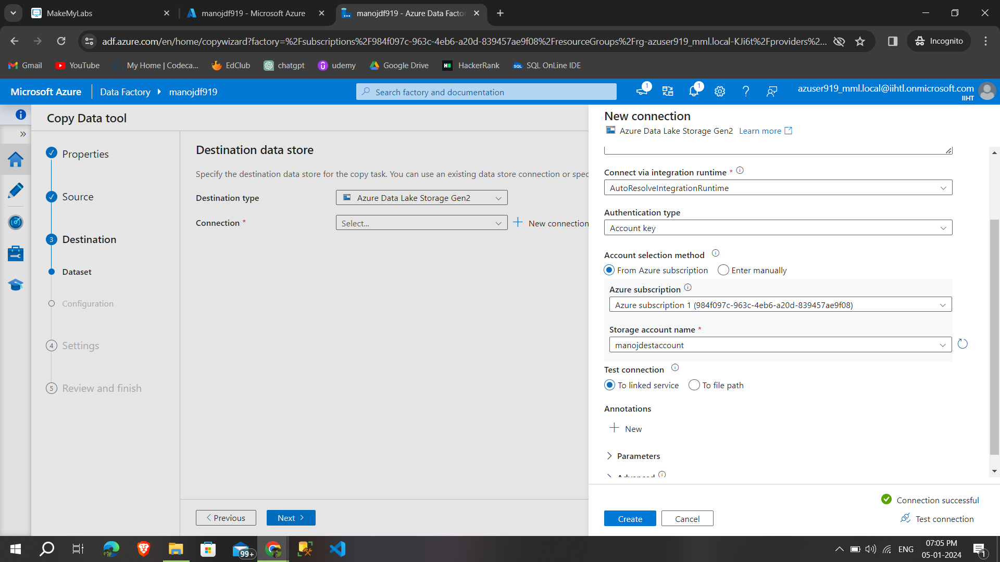 MakeMyLabs
manojdf919 - Microsoft Azure
manojdf919 - Azure Data Facto
adf.azure.com/en/home/copywizard?factory=%2Fsubscriptions%2F984f097c-963c-4eb6-a20d-839457ae9f08%2FresourceGroups%2Frg-azuser919_mml.local-KJi6t%2Fproviders%2...
Incognito
Gmail
YouTube
My Home | Codeca...
EdClub
chatgpt
udemy
Google Drive
HackerRank
SQL OnLine IDE
Microsoft Azure
Data Factory
manojdf919
Search factory and documentation
1
1
azuser919_mml.local@iihtl.onmicrosoft.com
IIHT
Copy Data tool
Properties
Source
3 Destination
Dataset
Configuration
4 Settings
5 Review and finish
Destination data store
Specify the destination data store for the copy task. You can use an existing data store connection or spec
Destination type
Azure Data Lake Storage Gen2
Connection *
Select...
New connection
Previous
Next
New connection
Azure Data Lake Storage Gen2 Learn more
Connect via integration runtime *
AutoResolveIntegrationRuntime
Authentication type
Account key
Account selection method
From Azure subscription
Enter manually
Azure subscription
Azure subscription 1 (984f097c-963c-4eb6-a20d-839457ae9f08)
Storage account name *
manojdestaccount
Test connection
To linked service
To file path
Annotations
New
Parameters
Advanced
Connection successful
Create
Cancel
Test connection
99+
ENG
07:05 PM
05-01-2024
1